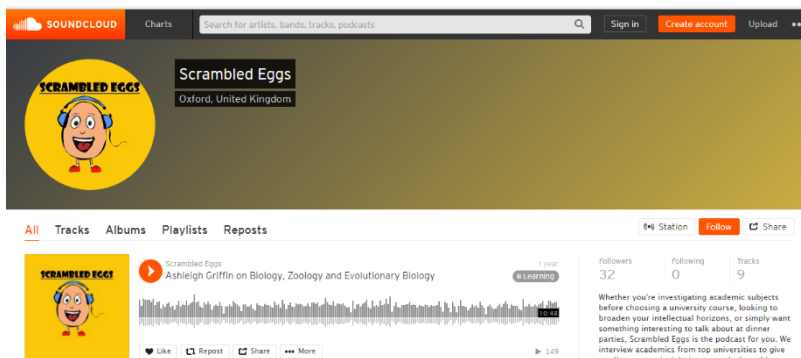 SOUNDCLOUD Charts Search for artists, bands, tracks, podcasts Sign in Create account Upload
SCRAMBLED EGGS
Scrambled Eggs
Oxford, United Kingdom
All Tracks Albums Playlists Reposts Station Follow Share
SCRAMBLED EGGS
Scrambled Eggs 1 year
Ashleigh Griffin on Biology, Zoology and Evolutionary Biology # Learning
10:48
Like Repost Share More 149
Followers Following Tracks
32 0 9
Whether you're investigating academic subjects
before choosing a university course, looking to
broaden your intellectual horizons, or simply want
something interesting to talk about at dinner
parties, Scrambled Eggs is the podcast for you. We
interview academics from top universities to give